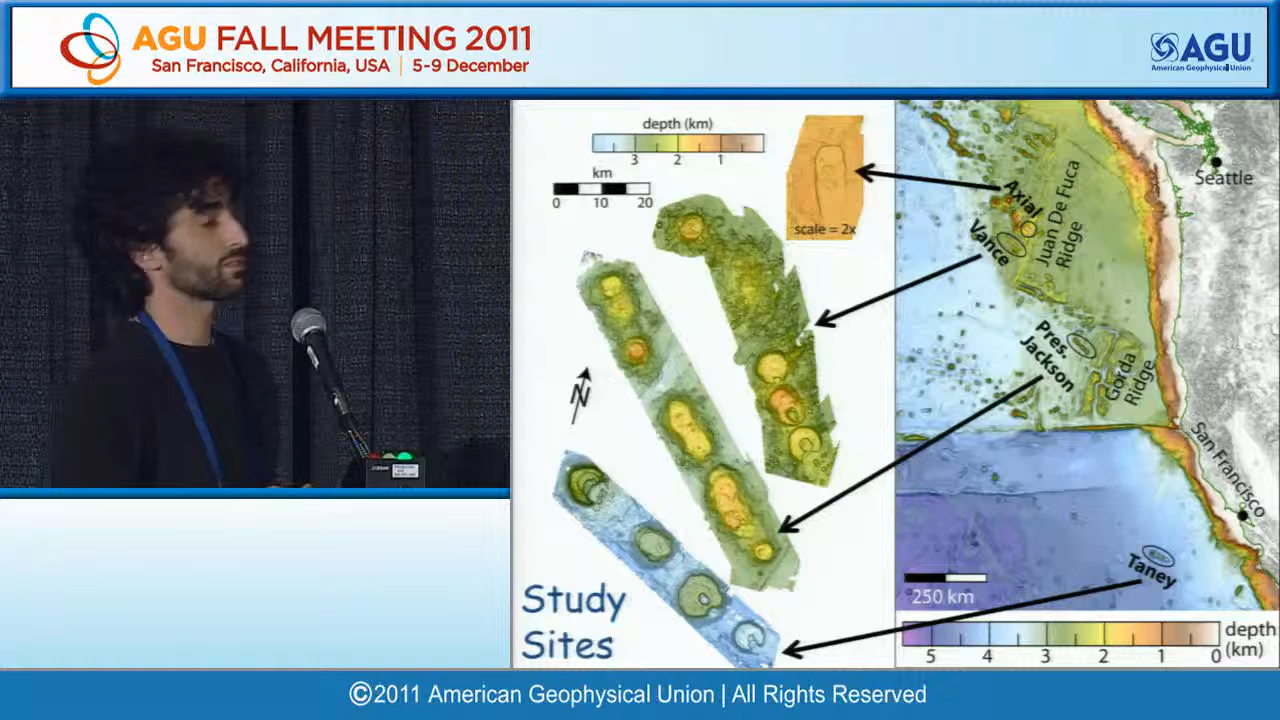 AGU FALL MEETING 2011
San Francisco, California, USA | 5-9 December
AGU
American Geophysical Union
depth (km)
3 2 1
km
0 10 20
scale = 2x
N
Study
Sites
Seattle
Axial
Juan De Fuca
Ridge
Vance
Pres.
Jackson
Gorda
Ridge
San Francisco
Taney
250 km
5 4 3 2 1 0
depth
(km)
©2011 American Geophysical Union | All Rights Reserved